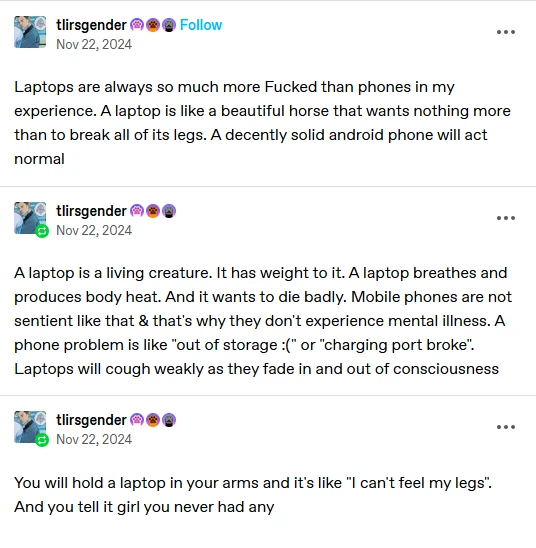 tlirsgender Follow
Nov 22, 2024
Laptops are always so much more Fucked than phones in my
experience. A laptop is like a beautiful horse that wants nothing more
than to break all of its legs. A decently solid android phone will act
normal
tlirsgender
Nov 22, 2024
A laptop is a living creature. It has weight to it. A laptop breathes and
produces body heat. And it wants to die badly. Mobile phones are not
sentient like that & that's why they don't experience mental illness. A
phone problem is like "out of storage :(" or "charging port broke".
Laptops will cough weakly as they fade in and out of consciousness
tlirsgender
Nov 22, 2024
You will hold a laptop in your arms and it's like "I can't feel my legs".
And you tell it girl you never had any